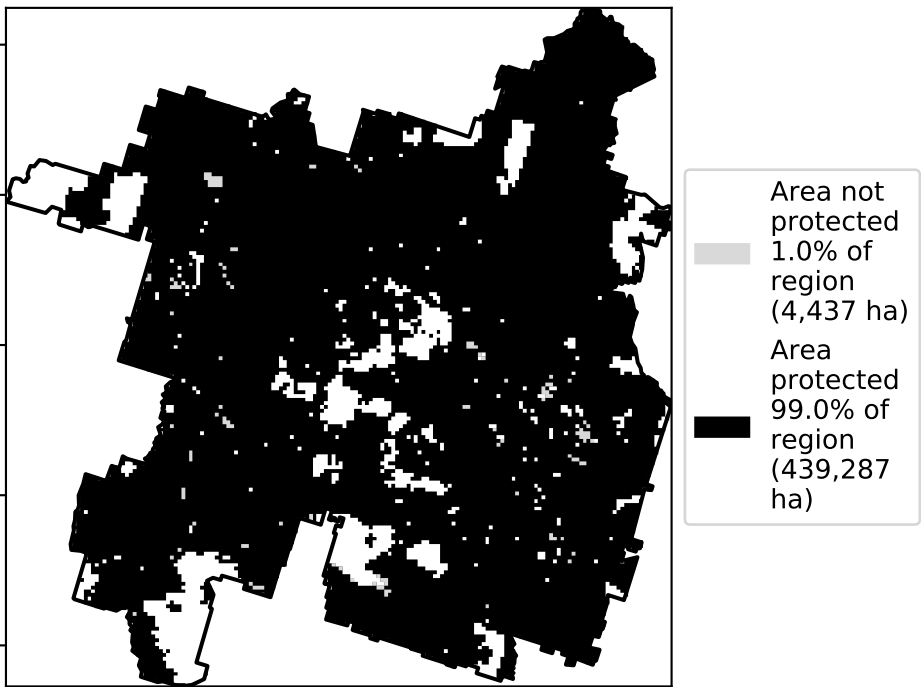 Area not
protected
1.0% of
region
(4,437 ha)
Area
protected
99.0% of
region
(439,287
ha)